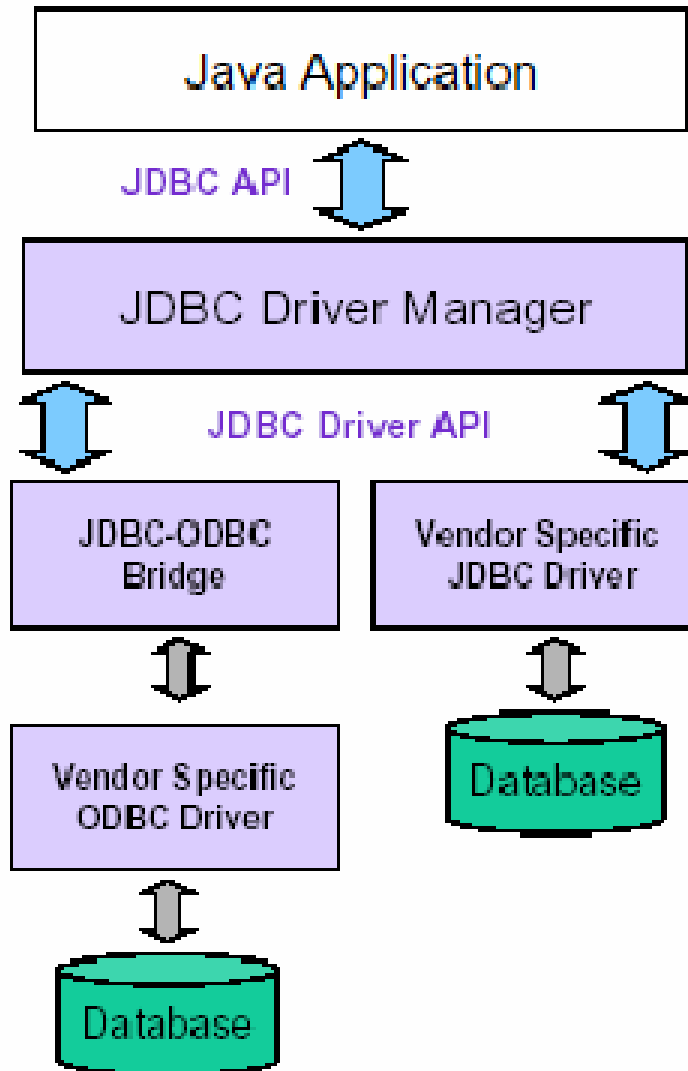 Java Application
JDBC API
JDBC Driver Manager
JDBC Driver API
JDBC-ODBC
Bridge
Vendor Specific
JDBC Driver
Vendor Specific
ODBC Driver
Database
Database